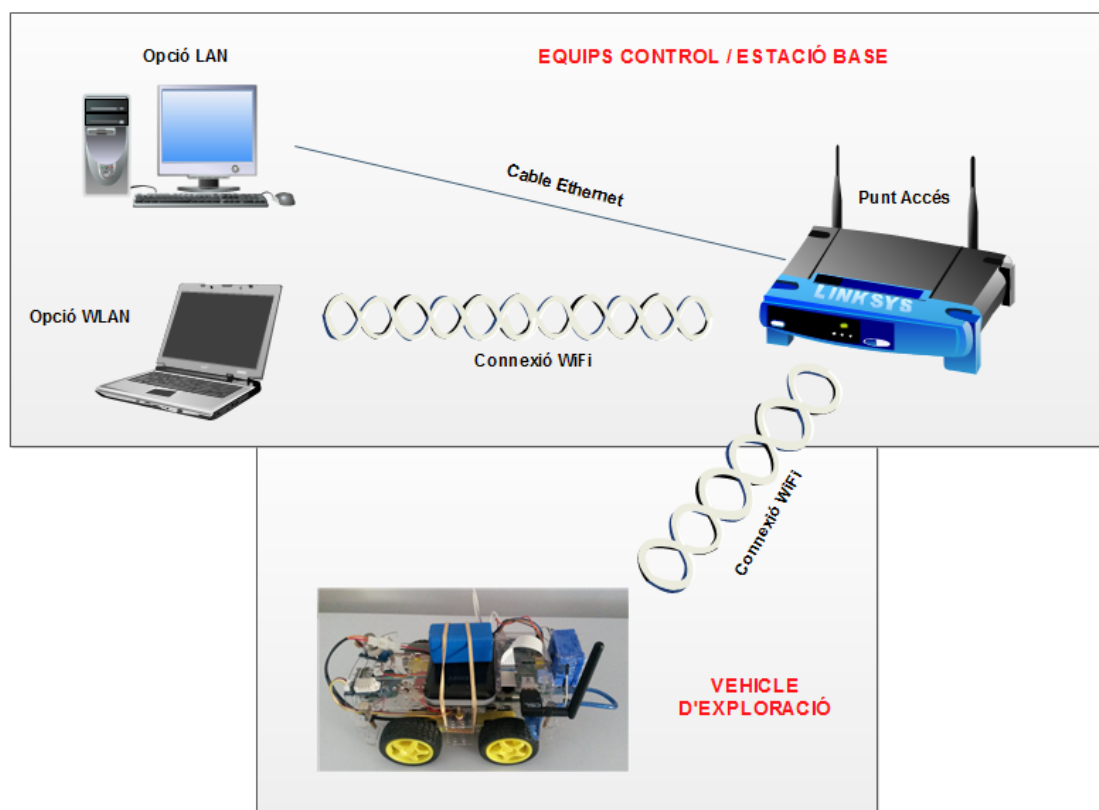 Opció LAN
EQUIPS CONTROL / ESTACIÓ BASE
Cable Ethernet
Punt Accés
LINKSYS
Opció WLAN
Connexió WiFi
Connexió WiFi
VEHICLE
D'EXPLORACIÓ